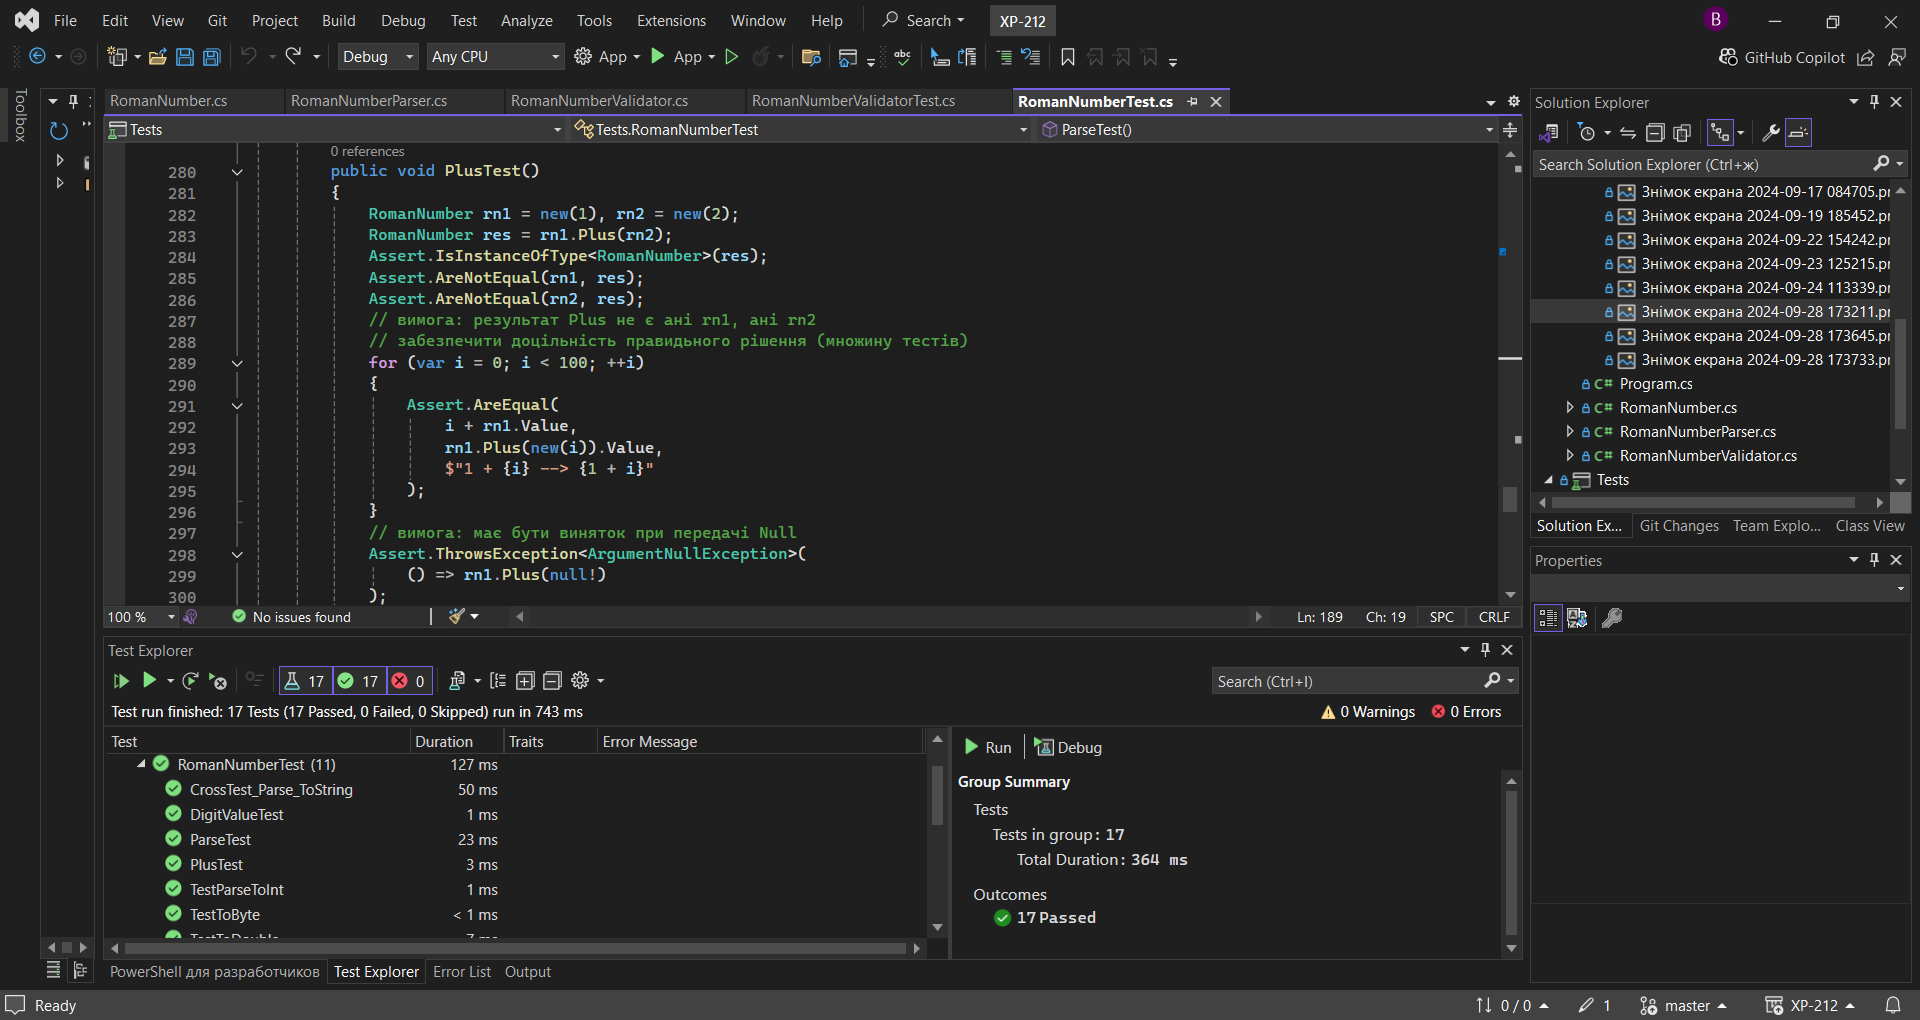 File Edit View Git Project Build Debug Test Analyze Tools Extensions Window Help Search XP-212 B
Debug Any CPU App App abc GitHub Copilot
Toolbox
RomanNumber.cs RomanNumberParser.cs RomanNumberValidator.cs RomanNumberValidatorTest.cs RomanNumberTest.cs
Tests Tests.RomanNumberTest ParseTest()
0 references
280 public void PlusTest()
281 {
282 RomanNumber rn1 = new(1), rn2 = new(2);
283 RomanNumber res = rn1.Plus(rn2);
284 Assert.IsInstanceOfType<RomanNumber>(res);
285 Assert.AreNotEqual(rn1, res);
286 Assert.AreNotEqual(rn2, res);
287 // вимога: результат Plus не є ані rn1, ані rn2
288 // забезпечити доцільність правидьного рішення (множину тестів)
289 for (var i = 0; i < 100; ++i)
290 {
291 Assert.AreEqual(
292 i + rn1.Value,
293 rn1.Plus(new(i)).Value,
294 $"1 + {i} --> {1 + i}"
295 );
296 }
297 // вимога: має бути виняток при передачі Null
298 Assert.ThrowsException<ArgumentNullException>(
299 () => rn1.Plus(null!)
300 );
100 % No issues found Ln: 189 Ch: 19 SPC CRLF
Test Explorer
17 17 0 Search (Ctrl+I)
Test run finished: 17 Tests (17 Passed, 0 Failed, 0 Skipped) run in 743 ms 0 Warnings 0 Errors
Test Duration Traits Error Message
RomanNumberTest (11) 127 ms
CrossTest_Parse_ToString 50 ms
DigitValueTest 1 ms
ParseTest 23 ms
PlusTest 3 ms
TestParseToInt 1 ms
TestToByte < 1 ms
Run Debug
Group Summary
Tests
Tests in group: 17
Total Duration: 364 ms
Outcomes
17 Passed
PowerShell для разработчиков Test Explorer Error List Output
Solution Explorer
Search Solution Explorer (Ctrl+ж)
Знімок екрана 2024-09-17 084705.pr
Знімок екрана 2024-09-19 185452.pr
Знімок екрана 2024-09-22 154242.pr
Знімок екрана 2024-09-23 125215.pr
Знімок екрана 2024-09-24 113339.pr
Знімок екрана 2024-09-28 173211.pr
Знімок екрана 2024-09-28 173645.pr
Знімок екрана 2024-09-28 173733.pr
C# Program.cs
C# RomanNumber.cs
C# RomanNumberParser.cs
C# RomanNumberValidator.cs
Tests
Solution Ex... Git Changes Team Explo... Class View
Properties
Ready 0 / 0 1 master XP-212